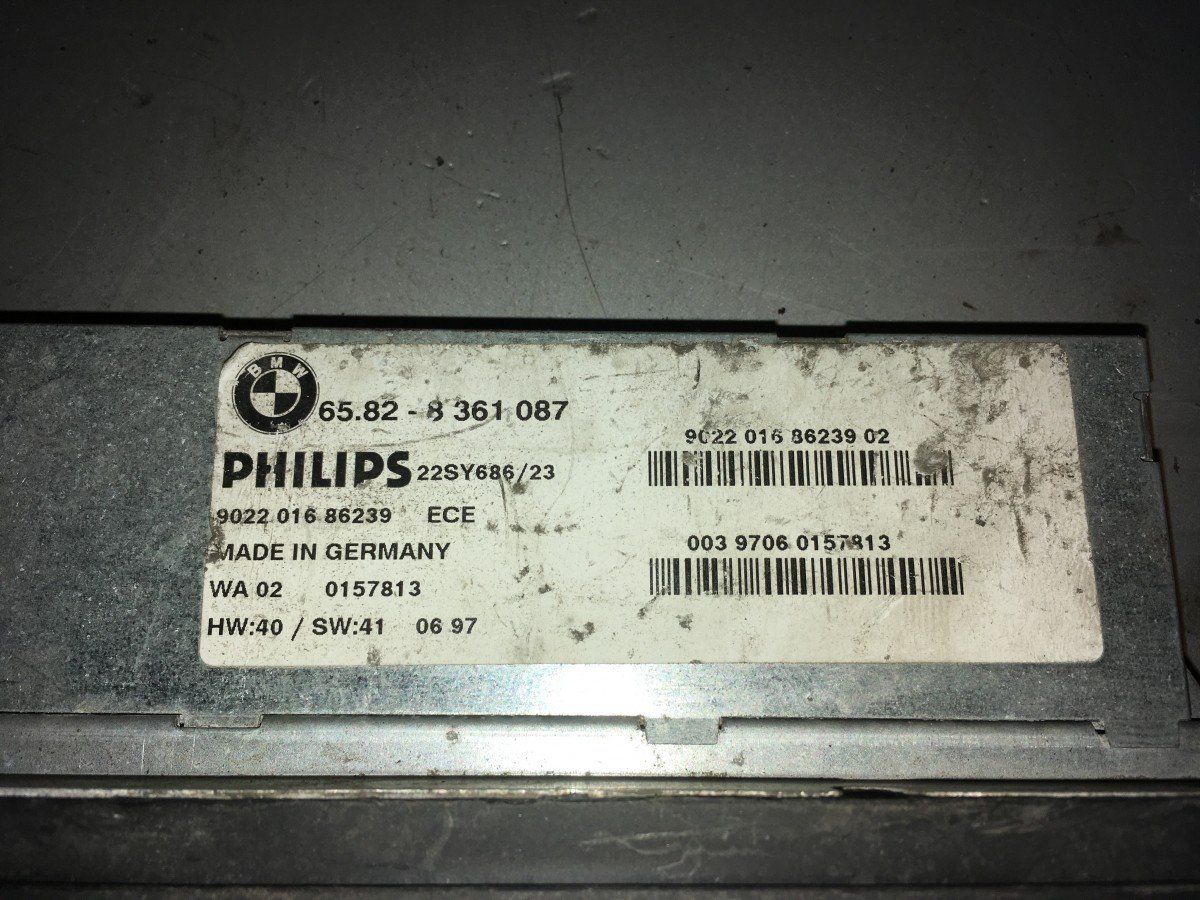 BMW
65.82 - 8 361 087
PHILIPS 22SY686/23
9022 016 86239 ECE
MADE IN GERMANY
WA 02 0157813
HW:40 / SW:41 06 97
9022 016 86239 02
003 9706 0157813